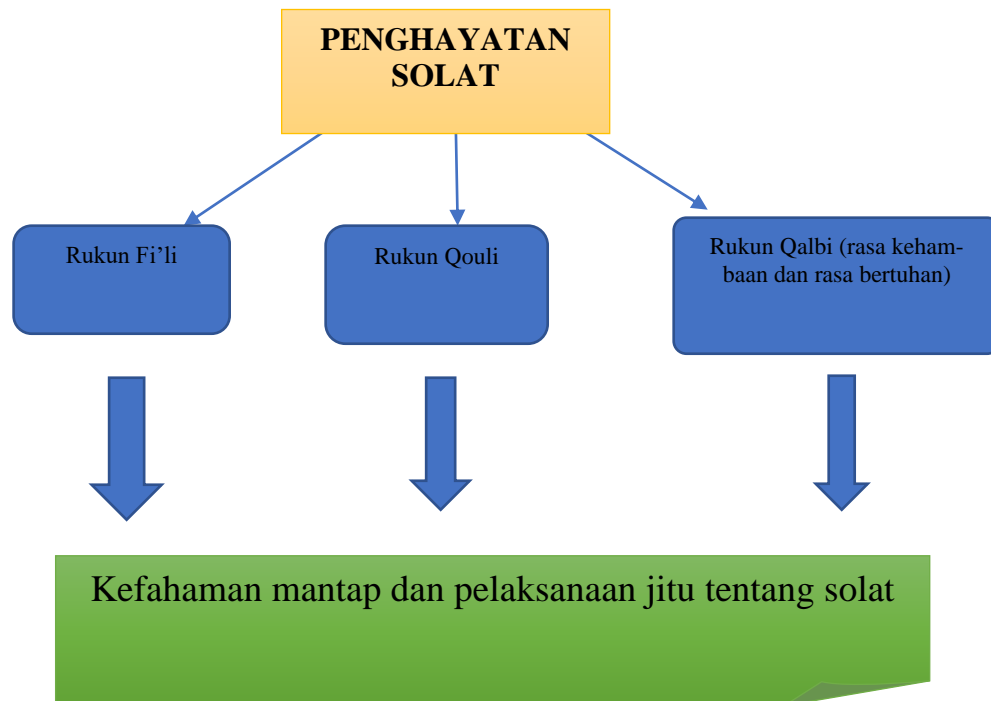 PENGHAYATAN
SOLAT
Rukun Fi’li
Rukun Qouli
Rukun Qalbi (rasa keham-
baan dan rasa bertuhan)
Kefahaman mantap dan pelaksanaan jitu tentang solat